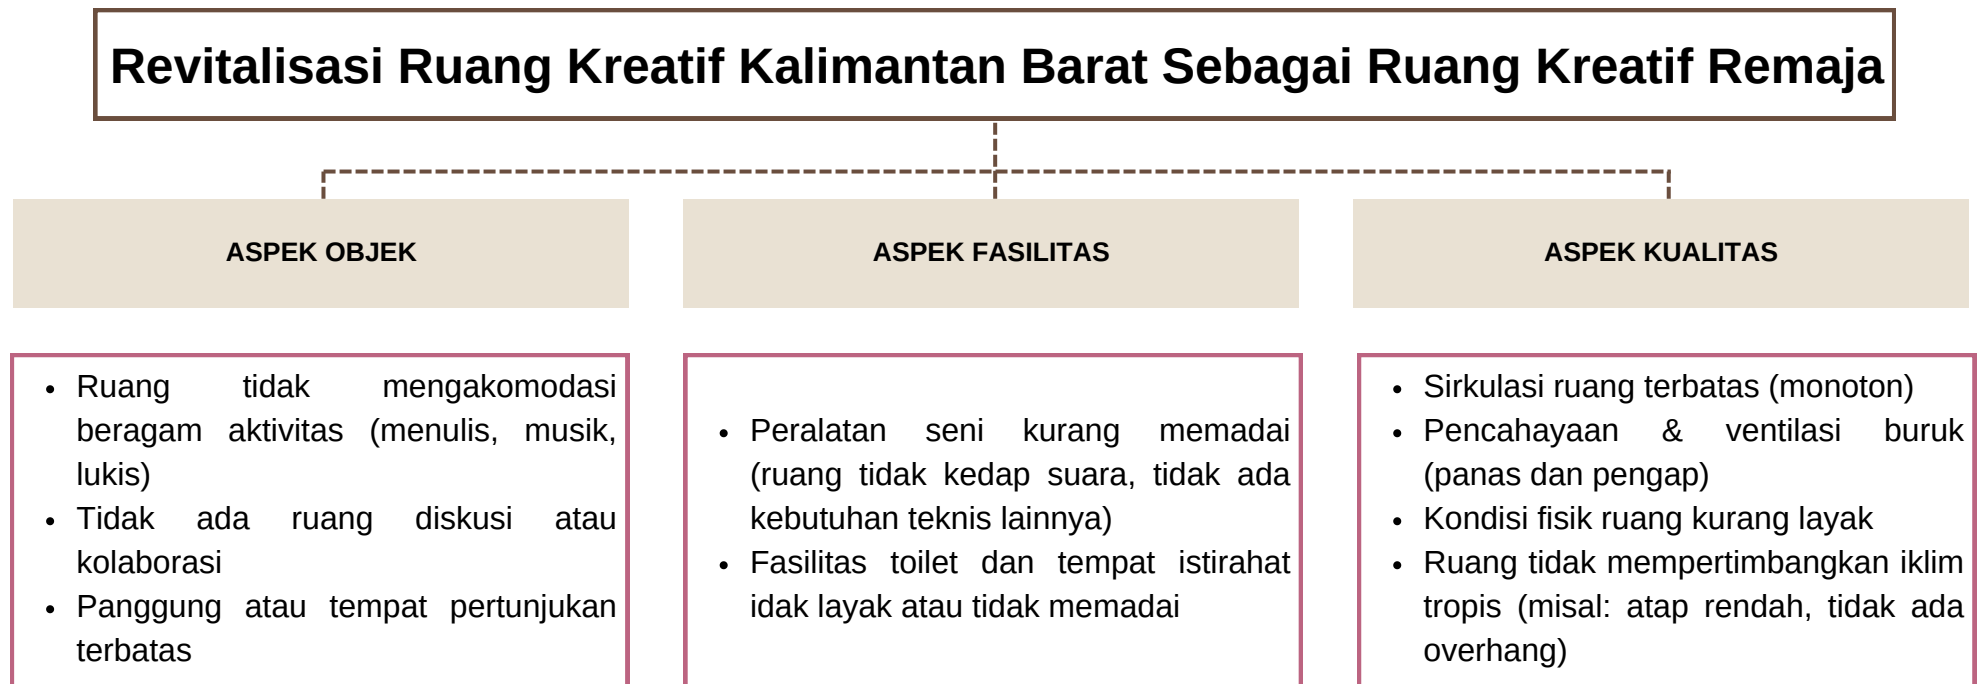 Revitalisasi Ruang Kreatif Kalimantan Barat Sebagai Ruang Kreatif Remaja
ASPEK OBJEK
ASPEK FASILITAS
ASPEK KUALITAS
• Ruang tidak mengakomodasi
beragam aktivitas (menulis, musik,
lukis)
• Tidak ada ruang diskusi atau
kolaborasi
• Panggung atau tempat pertunjukan
terbatas
• Peralatan seni kurang memadai
(ruang tidak kedap suara, tidak ada
kebutuhan teknis lainnya)
• Fasilitas toilet dan tempat istirahat
idak layak atau tidak memadai
• Sirkulasi ruang terbatas (monoton)
• Pencahayaan & ventilasi buruk
(panas dan pengap)
• Kondisi fisik ruang kurang layak
• Ruang tidak mempertimbangkan iklim
tropis (misal: atap rendah, tidak ada
overhang)